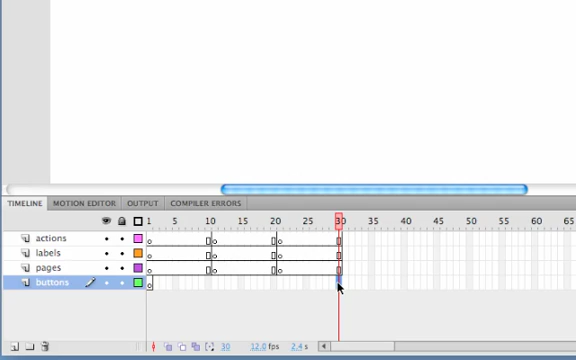 TIMELINE MOTION EDITOR OUTPUT COMPILER ERRORS
1 5 10 15 20 25 30 35 40 45 50 55 60 65
actions
labels
pages
buttons
30 12.0 fps 2.4 s